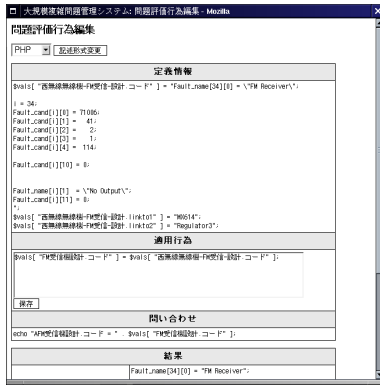 大規模複雑問題管理システム: 問題評価行為編集 - Mozilla
問題評価行為編集
PHP 記述形式変更
定義情報
$vals[ "西無線無線機-FM受信-設計.コード" ] = "Fault_name[34][0] = \"FM Receiver\";
i = 34;
Fault_cand[i][0] = 71086;
Fault_cand[i][1] = 41;
Fault_cand[i][2] = 2;
Fault_cand[i][3] = 1;
Fault_cand[i][4] = 114;
Fault_cand[i][10] = 0;
Fault_name[i][1] = \"No Output\";
Fault_cand[i][11] = 0;
";
$vals[ "西無線無線機-FM受信-設計.linkto1" ] = "MX614";
$vals[ "西無線無線機-FM受信-設計.linkto2" ] = "Regulator3";
適用行為
$vals[ "FM受信機設計.コード" ] = $vals[ "西無線無線機-FM受信-設計.コード" ];
保存
問い合わせ
echo "AFM受信機設計.コード = " . $vals[ "FM受信機設計.コード" ];
結果
Fault_name[34][0] = "FM Receiver";